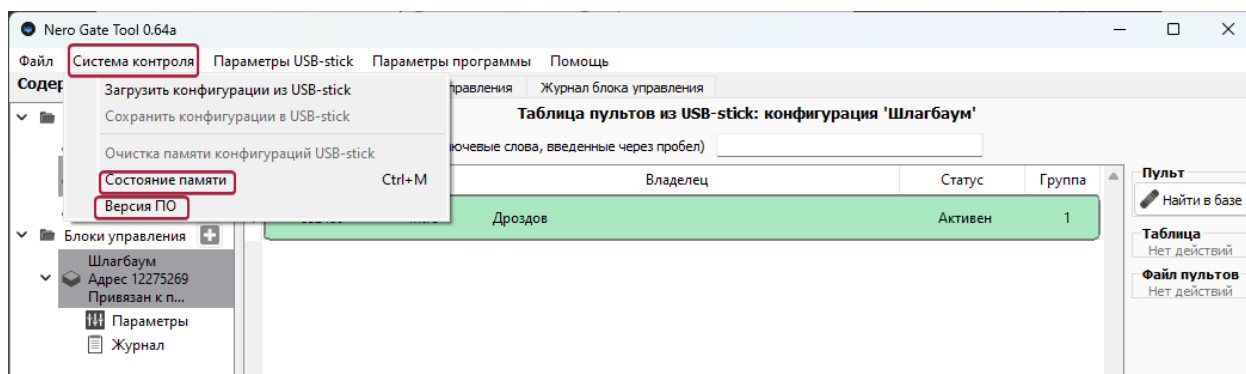 Nero Gate Tool 0.64a
Файл Система контроля Параметры USB-stick Параметры программы Помощь
Загрузить конфигурации из USB-stick
Сохранить конфигурации в USB-stick
Очистка памяти конфигураций USB-stick
Состояние памяти Ctrl+M
Версия ПО
Журнал блока управления
Таблица пультов из USB-stick: конфигурация 'Шлагбаум'
слова, введенные через пробел)
Владелец Статус Группа
Дроздов Активен 1
Пульт
Найти в базе
Таблица
Нет действий
Файл пультов
Нет действий
Блоки управления
Шлагбаум
Адрес 12275269
Привязан к п...
Параметры
Журнал